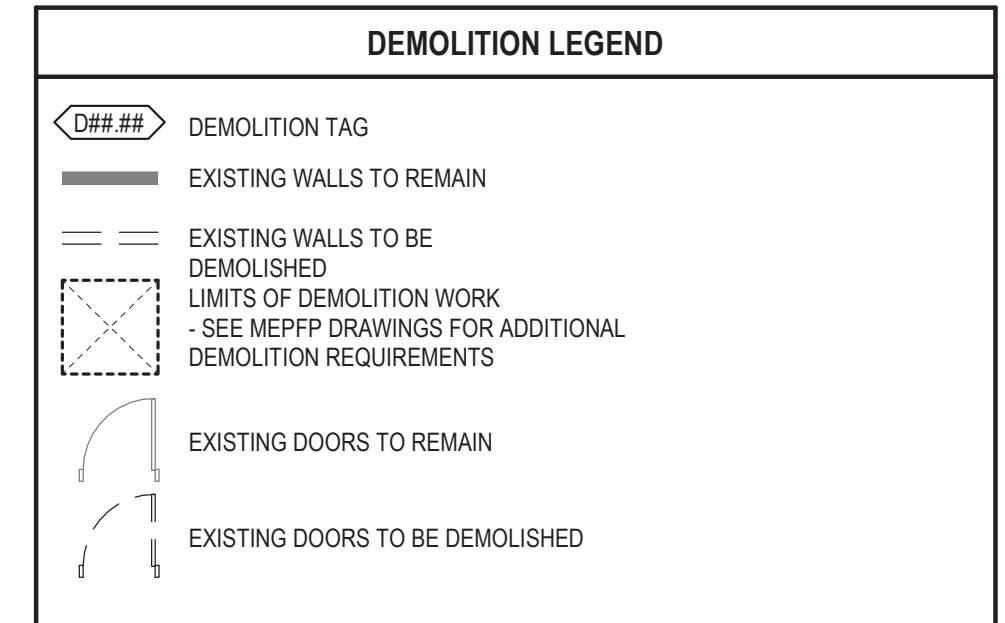 DEMOLITION LEGEND
D##.##
DEMOLITION TAG
EXISTING WALLS TO REMAIN
EXISTING WALLS TO BE
DEMOLISHED
LIMITS OF DEMOLITION WORK
- SEE MEPFP DRAWINGS FOR ADDITIONAL
DEMOLITION REQUIREMENTS
EXISTING DOORS TO REMAIN
EXISTING DOORS TO BE DEMOLISHED